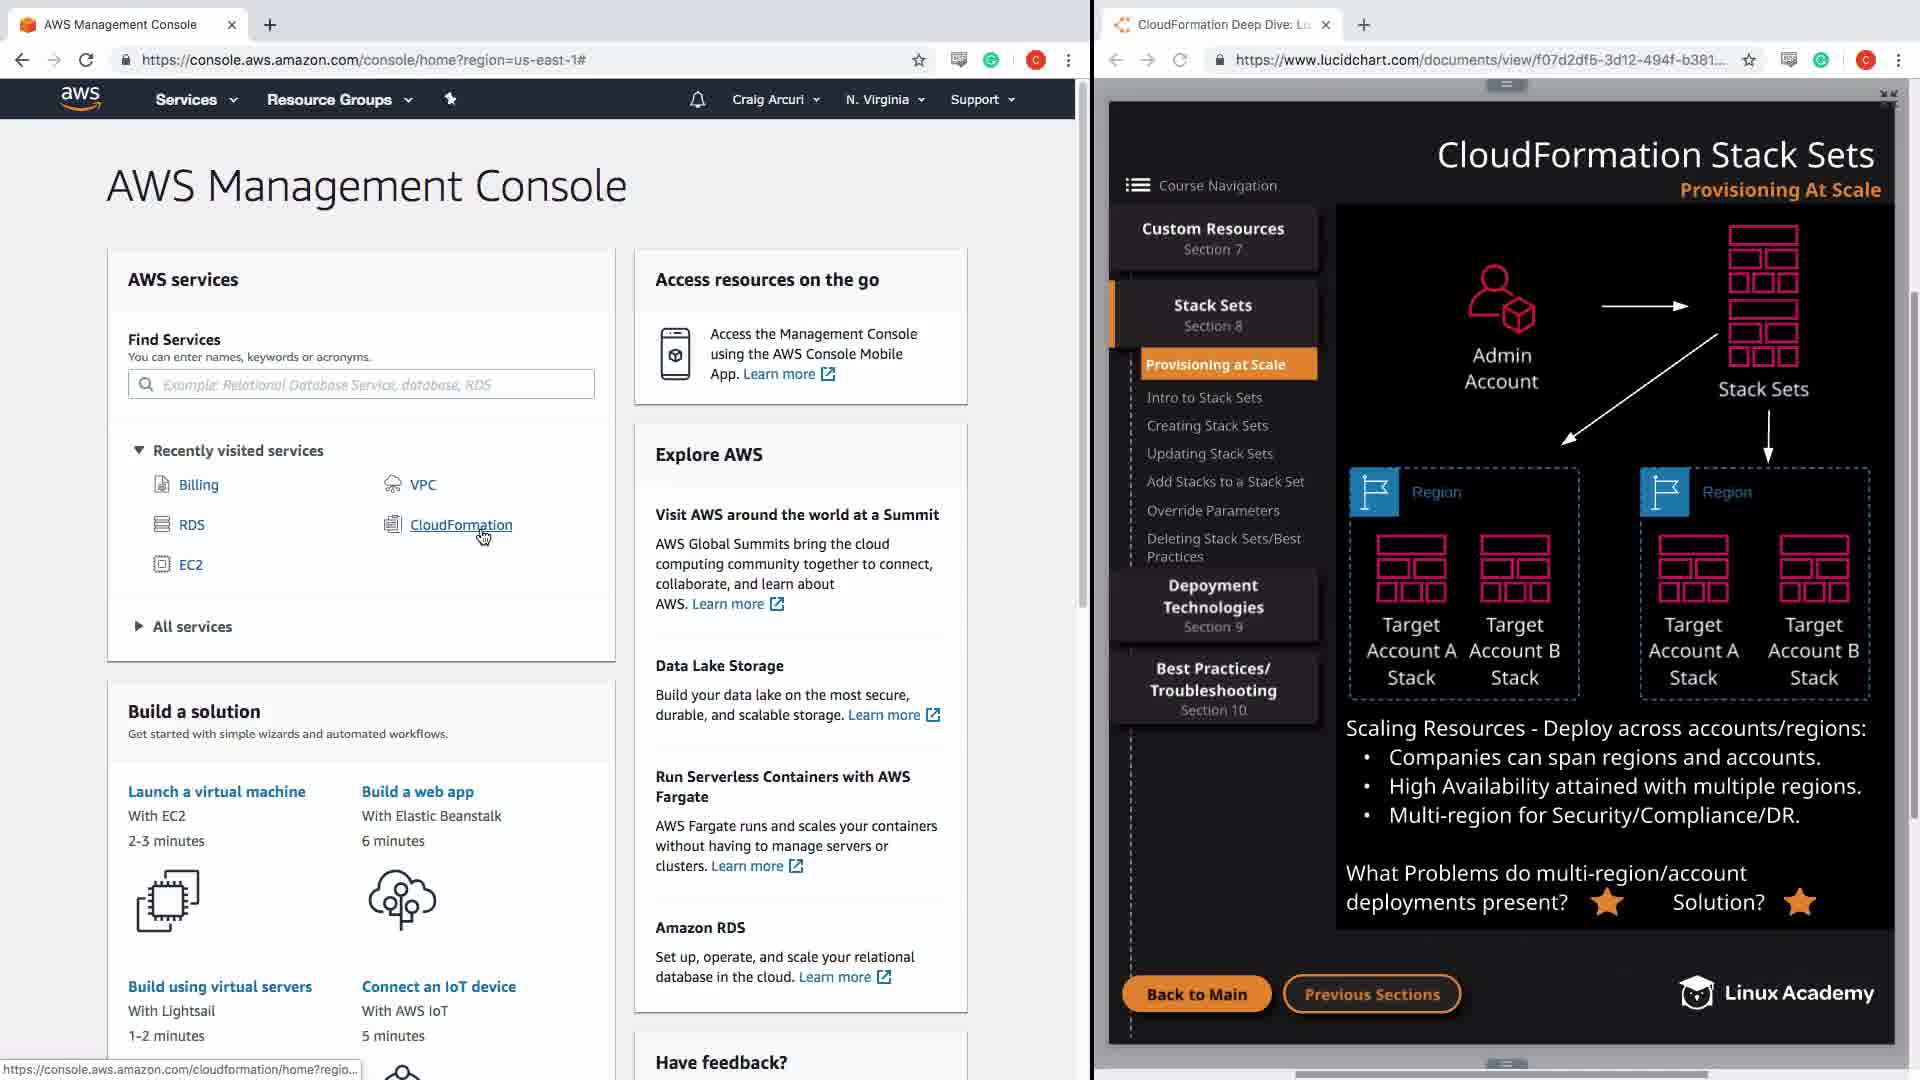 AWS Management Console
https://console.aws.amazon.com/console/home?region=us-east-1#
aws
Services
Resource Groups
Craig Arcuri
N. Virginia
Support
AWS Management Console
AWS services
Find Services
You can enter names, keywords or acronyms.
Example: Relational Database Service, database, RDS
Recently visited services
Billing
VPC
RDS
CloudFormation
EC2
All services
Build a solution
Get started with simple wizards and automated workflows.
Launch a virtual machine
With EC2
2-3 minutes
Build a web app
With Elastic Beanstalk
6 minutes
Build using virtual servers
With Lightsail
1-2 minutes
Connect an IoT device
With AWS IoT
5 minutes
Access resources on the go
Access the Management Console
using the AWS Console Mobile
App. Learn more
Explore AWS
Visit AWS around the world at a Summit
AWS Global Summits bring the cloud
computing community together to connect,
collaborate, and learn about
AWS. Learn more
Data Lake Storage
Build your data lake on the most secure,
durable, and scalable storage. Learn more
Run Serverless Containers with AWS
Fargate
AWS Fargate runs and scales your containers
without having to manage servers or
clusters. Learn more
Amazon RDS
Set up, operate, and scale your relational
database in the cloud. Learn more
Have feedback?
https://console.aws.amazon.com/cloudformation/home?regio...
CloudFormation Deep Dive: Lu
https://www.lucidchart.com/documents/view/f07d2df5-3d12-494f-b381...
C
C
CloudFormation Stack Sets
Provisioning At Scale
Course Navigation
Custom Resources
Section 7
Stack Sets
Section 8
Provisioning at Scale
Intro to Stack Sets
Creating Stack Sets
Updating Stack Sets
Add Stacks to a Stack Set
Override Parameters
Deleting Stack Sets/Best
Practices
Depoyment
Technologies
Section 9
Best Practices/
Troubleshooting
Section 10
Admin
Account
Stack Sets
Region
Target
Account A
Stack
Target
Account B
Stack
Region
Target
Account A
Stack
Target
Account B
Stack
Scaling Resources - Deploy across accounts/regions:
• Companies can span regions and accounts.
• High Availability attained with multiple regions.
• Multi-region for Security/Compliance/DR.
What Problems do multi-region/account
deployments present? Solution?
Back to Main
Previous Sections
Linux Academy